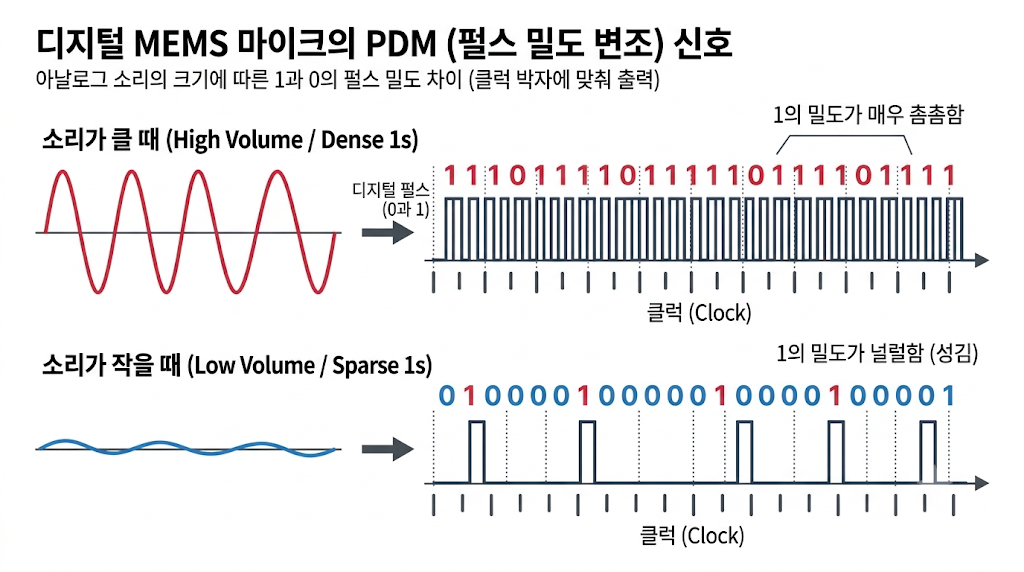 디지털 MEMS 마이크의 PDM (펄스 밀도 변조) 신호
아날로그 소리의 크기에 따른 1과 0의 펄스 밀도 차이 (클럭 박자에 맞춰 출력)
소리가 클 때 (High Volume / Dense 1s)
1의 밀도가 매우 촘촘함
디지털 펄스
(0과 1)
1 1 1 0 1 1 1 1 0 1 1 1 1 1 0 1 1 1 1 0 1 1 1 1
클럭 (Clock)
소리가 작을 때 (Low Volume / Sparse 1s)
1의 밀도가 널럴함 (성김)
0 1 0 0 0 0 1 0 0 0 0 0 1 0 0 0 0 1 0 0 0 0 1
클럭 (Clock)